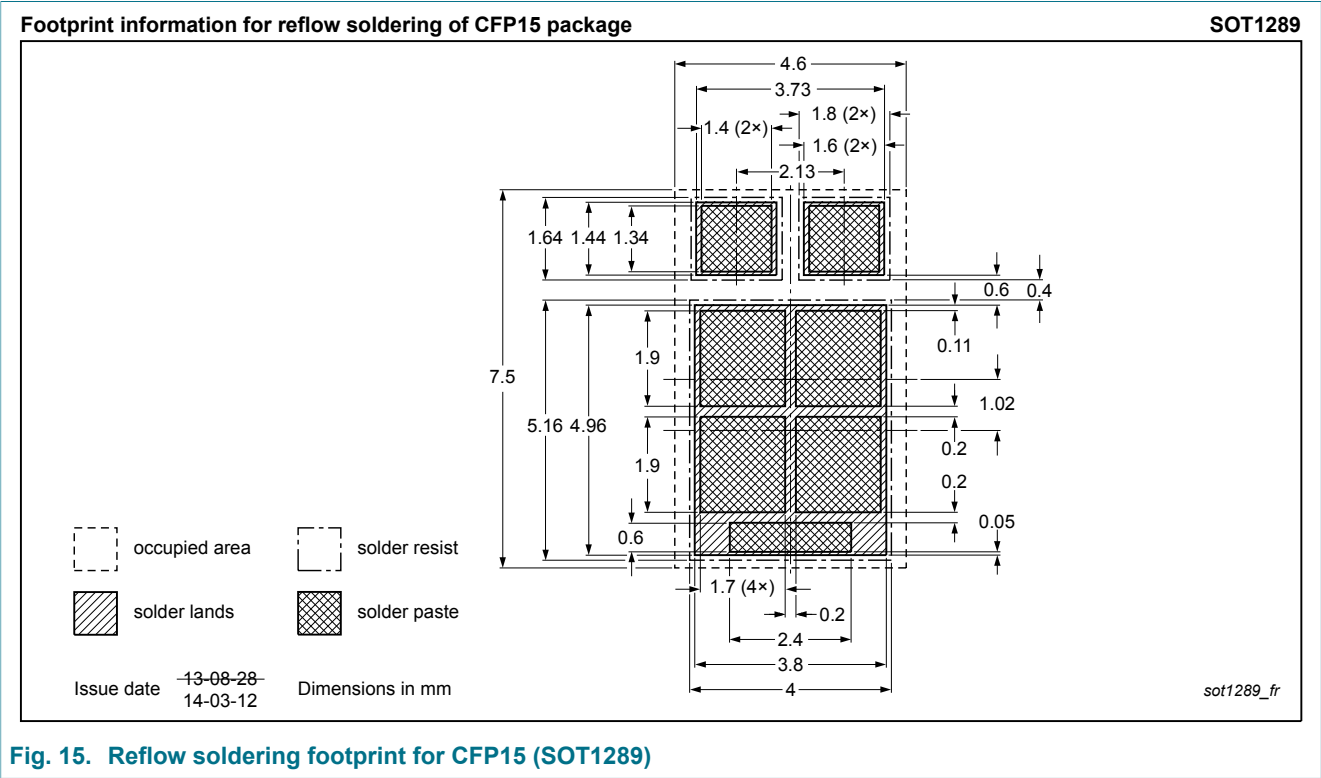 Footprint information for reflow soldering of CFP15 package SOT1289
4.6
3.73
1.8 (2×)
1.4 (2×)
1.6 (2×)
2.13
1.64 1.44 1.34
0.6 0.4
0.11
1.9
7.5
1.02
5.16 4.96
0.2
1.9
0.2
0.05
0.6
occupied area
solder resist
1.7 (4×)
solder lands
solder paste
0.2
2.4
3.8
4
Issue date 13-08-28
14-03-12
Dimensions in mm
sot1289_fr
Fig. 15. Reflow soldering footprint for CFP15 (SOT1289)